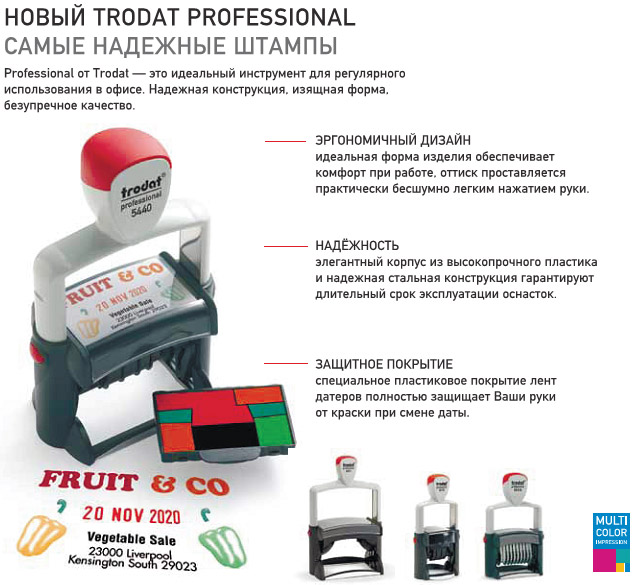 НОВЫЙ TRODAT PROFESSIONAL
САМЫЕ НАДЕЖНЫЕ ШТАМПЫ
Professional от Trodat — это идеальный инструмент для регулярного
использования в офисе. Надежная конструкция, изящная форма,
безупречное качество.
ЭРГОНОМИЧНЫЙ ДИЗАЙН
идеальная форма изделия обеспечивает
комфорт при работе, оттиск проставляется
практически бесшумно легким нажатием руки.
trodat
professional
5440
НАДЁЖНОСТЬ
элегантный корпус из высокопрочного пластика
и надежная стальная конструкция гарантируют
длительный срок эксплуатации оснасток.
FRUIT & CO
20 NOV 2020
Vegetable Sale
23000 Liverpool
Kensington South 29023
ЗАЩИТНОЕ ПОКРЫТИЕ
специальное пластиковое покрытие лент
датеров полностью защищает Ваши руки
от краски при смене даты.
FRUIT & CO
20 NOV 2020
Vegetable Sale
23000 Liverpool
Kensington South 29023
trodat
MULTI
COLOR
IMPRESSION